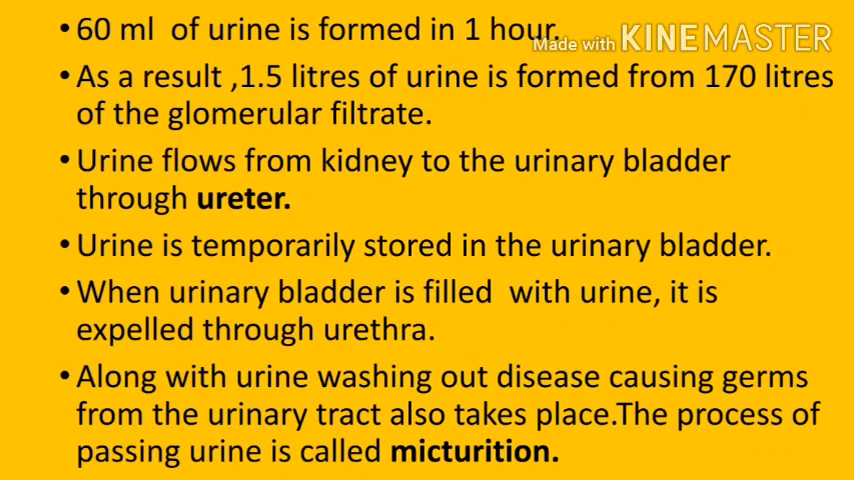 • 60 ml of urine is formed in 1 hour.
Made with KINEMASTER
• As a result ,1.5 litres of urine is formed from 170 litres
of the glomerular filtrate.
• Urine flows from kidney to the urinary bladder
through ureter.
• Urine is temporarily stored in the urinary bladder.
• When urinary bladder is filled with urine, it is
expelled through urethra.
• Along with urine washing out disease causing germs
from the urinary tract also takes place.The process of
passing urine is called micturition.